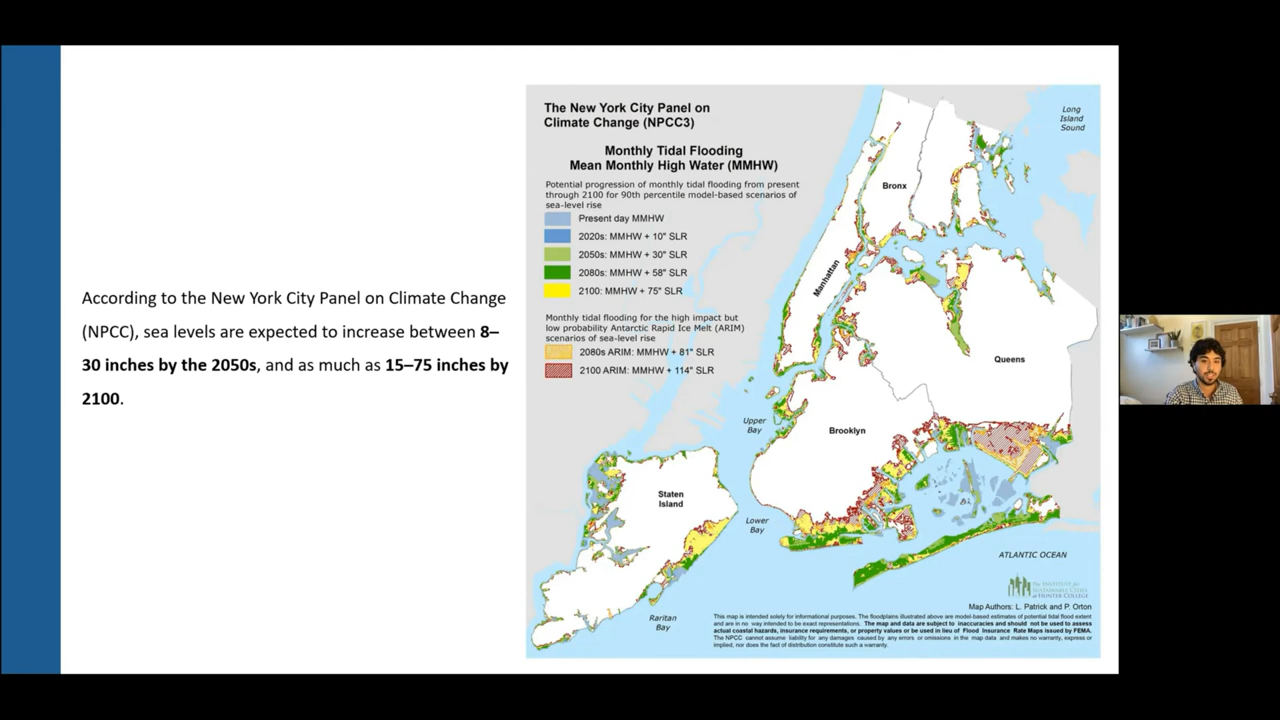 According to the New York City Panel on Climate Change
(NPCC), sea levels are expected to increase between 8–
30 inches by the 2050s, and as much as 15–75 inches by
2100.
The New York City Panel on
Climate Change (NPCC3)
Monthly Tidal Flooding
Mean Monthly High Water (MMHW)
Potential progression of monthly tidal flooding from present
through 2100 for 90th percentile model-based scenarios of
sea-level rise
Present day MMHW
2020s: MMHW + 10" SLR
2050s: MMHW + 30" SLR
2080s: MMHW + 58" SLR
2100: MMHW + 75" SLR
Monthly tidal flooding for the high impact but
low probability Antarctic Rapid Ice Melt (ARIM)
scenarios of sea-level rise
2080s ARIM: MMHW + 81" SLR
2100 ARIM: MMHW + 114" SLR
Long
Island
Sound
Bronx
Manhattan
Queens
Upper
Bay
Brooklyn
Staten
Island
Lower
Bay
ATLANTIC OCEAN
Raritan
Bay
The INSTITUTE for
SUSTAINABLE CITIES
at HUNTER COLLEGE
Map Authors: L. Patrick and P. Orton
This map is intended solely for informational purposes. The floodplains illustrated above are model-based estimates of potential tidal flood extent
and are in no way intended to be exact representations. The map and data are subject to inaccuracies and should not be used to assess
actual coastal hazards, insurance requirements, or property values or be used in lieu of Flood Insurance Rate Maps issued by FEMA.
The NPCC cannot assume liability for any damages caused by any errors or omissions in the map data and makes no warranty, express or
implied, nor does the fact of distribution constitute such a warranty.